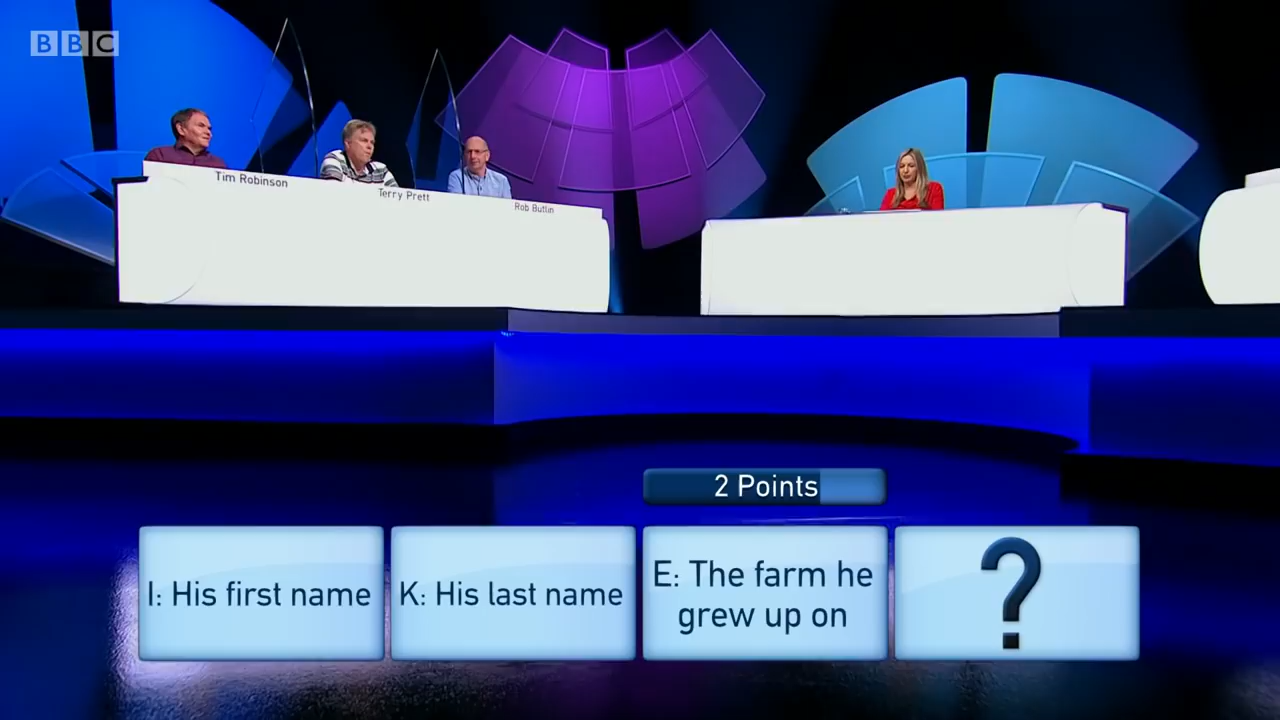 BBC
Tim Robinson
Terry Prett
Rob Butlin
2 Points
I: His first name
K: His last name
E: The farm he
grew up on
?